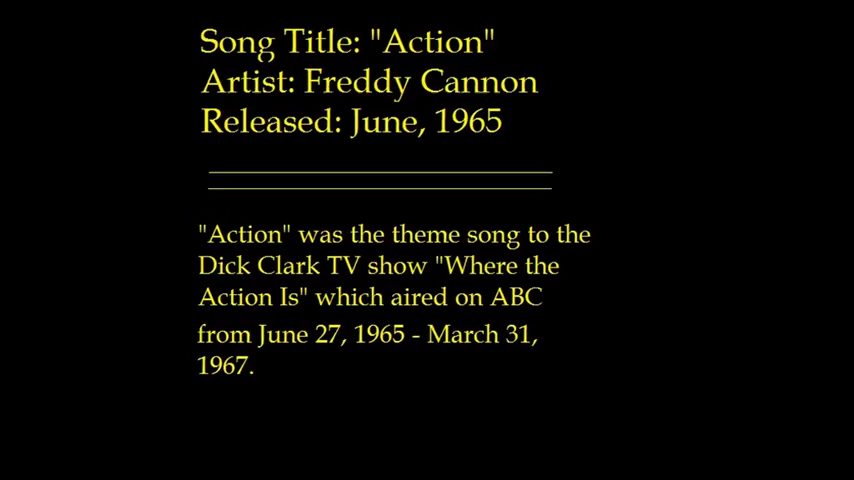 Song Title: "Action"
Artist: Freddy Cannon
Released: June, 1965
"Action" was the theme song to the
Dick Clark TV show "Where the
Action Is" which aired on ABC
from June 27, 1965 - March 31,
1967.